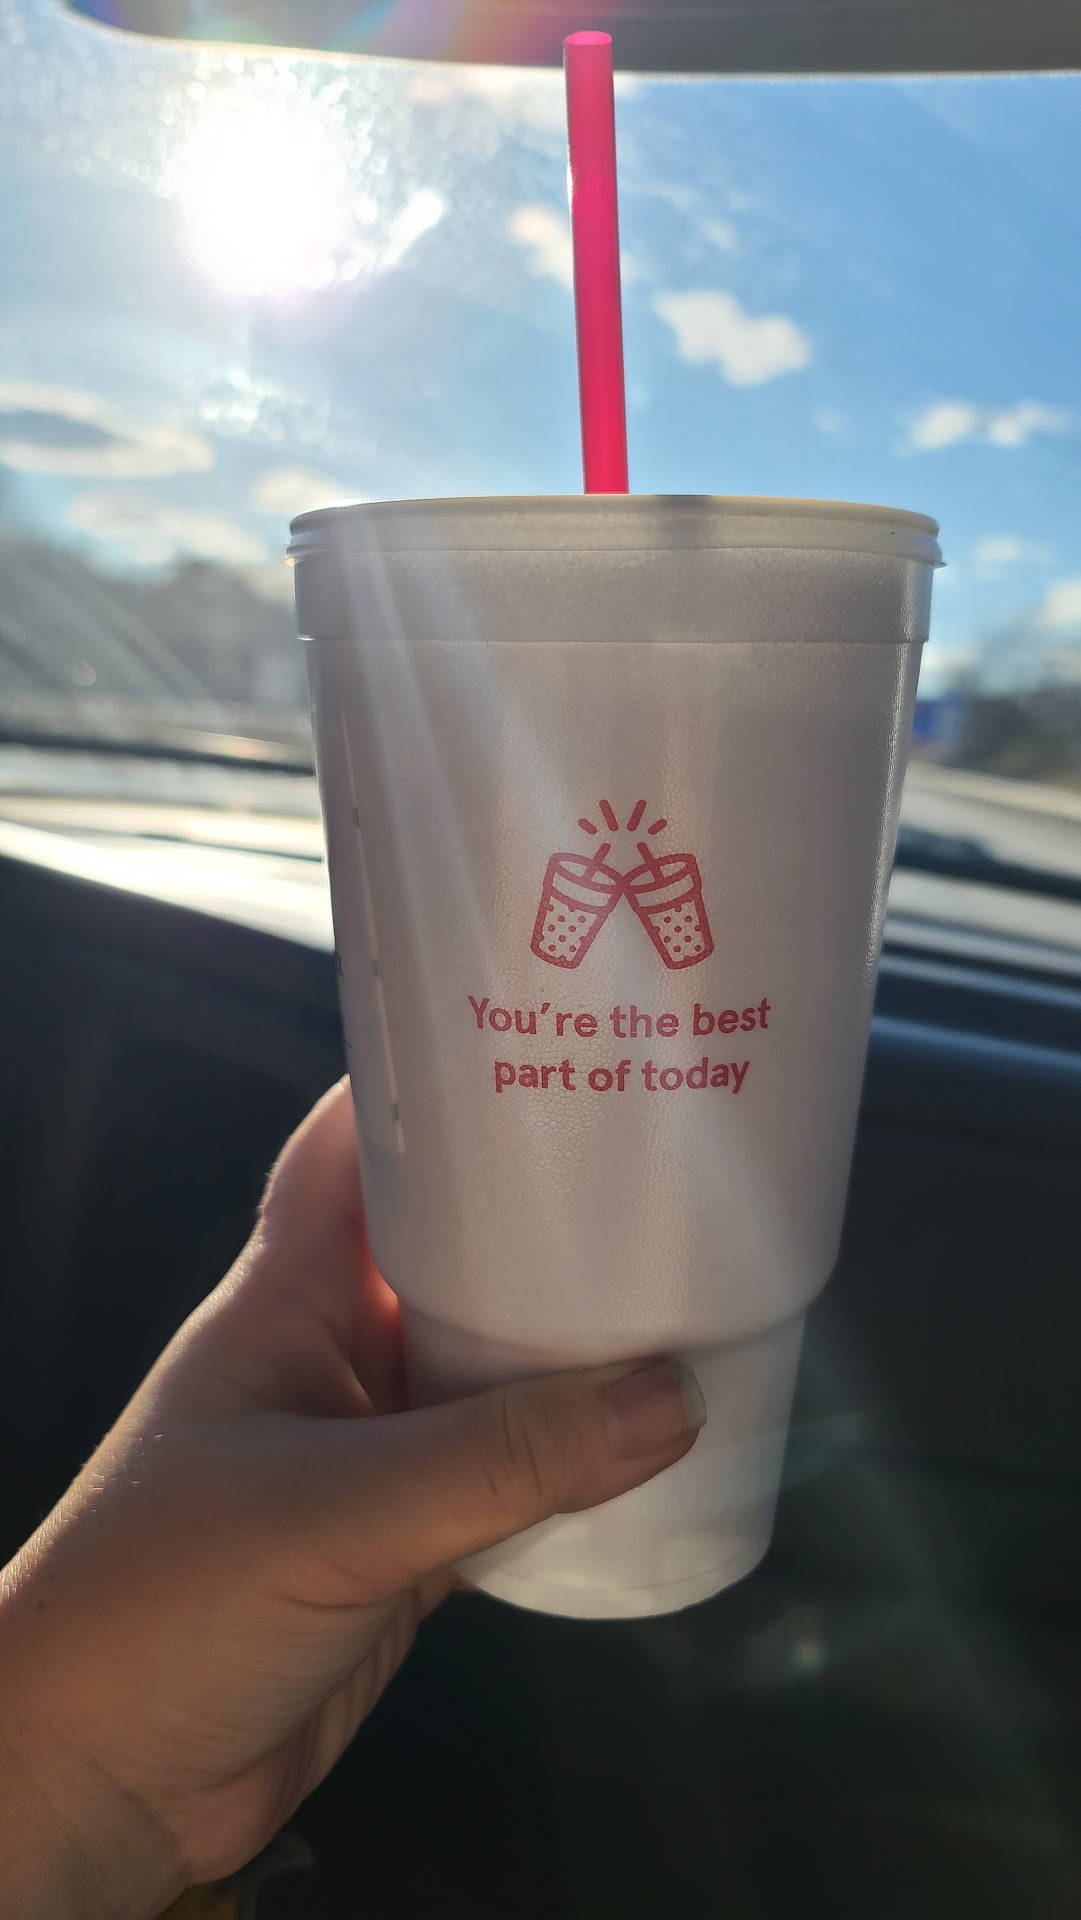 You're the best
part of today